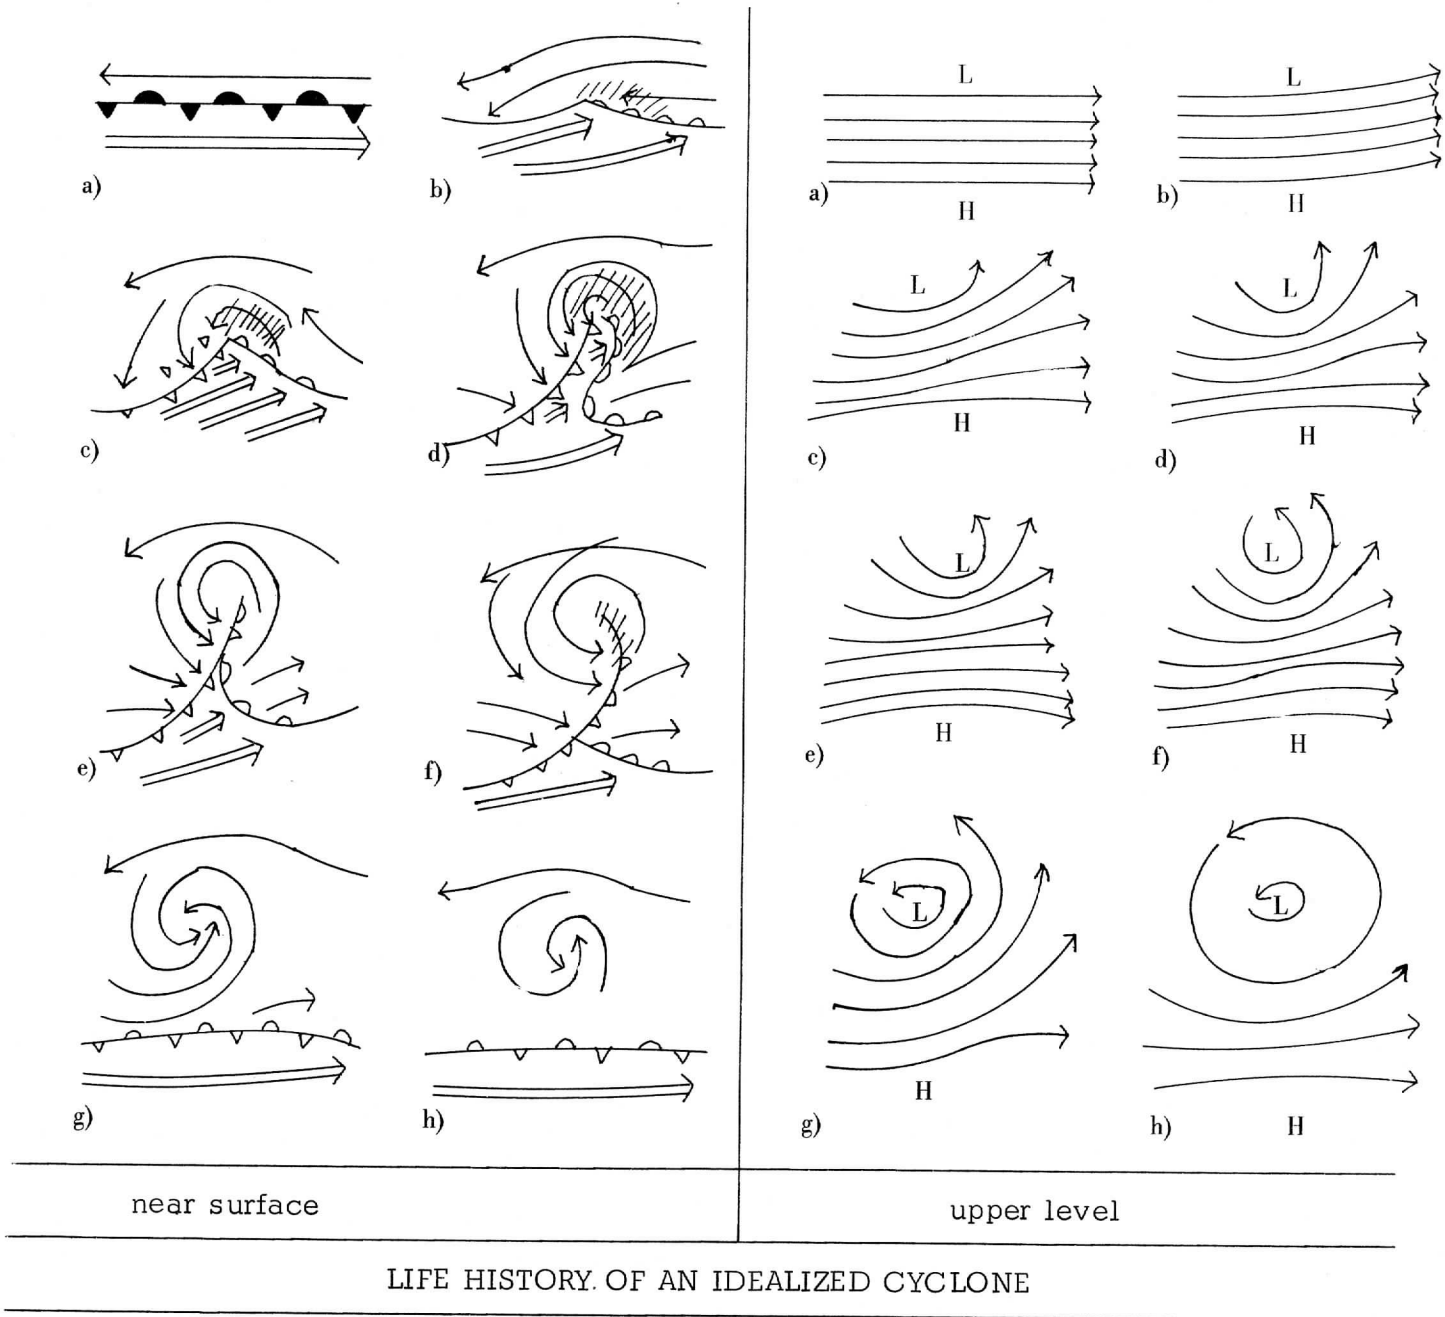 L
L
a)
b)
a)
H
b)
H
L
L
c)
d)
c)
H
d)
H
L
L
e)
f)
e)
H
f)
H
L
L
g)
h)
g)
H
h)
H
near surface
upper level
LIFE HISTORY. OF AN IDEALIZED CYCLONE